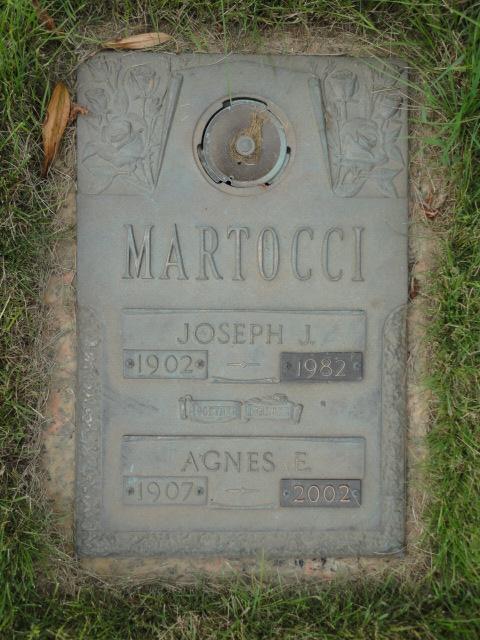 MARTOCCI
JOSEPH J.
1902 1982
TOGETHER FOREVER
AGNES E.
1907 2002